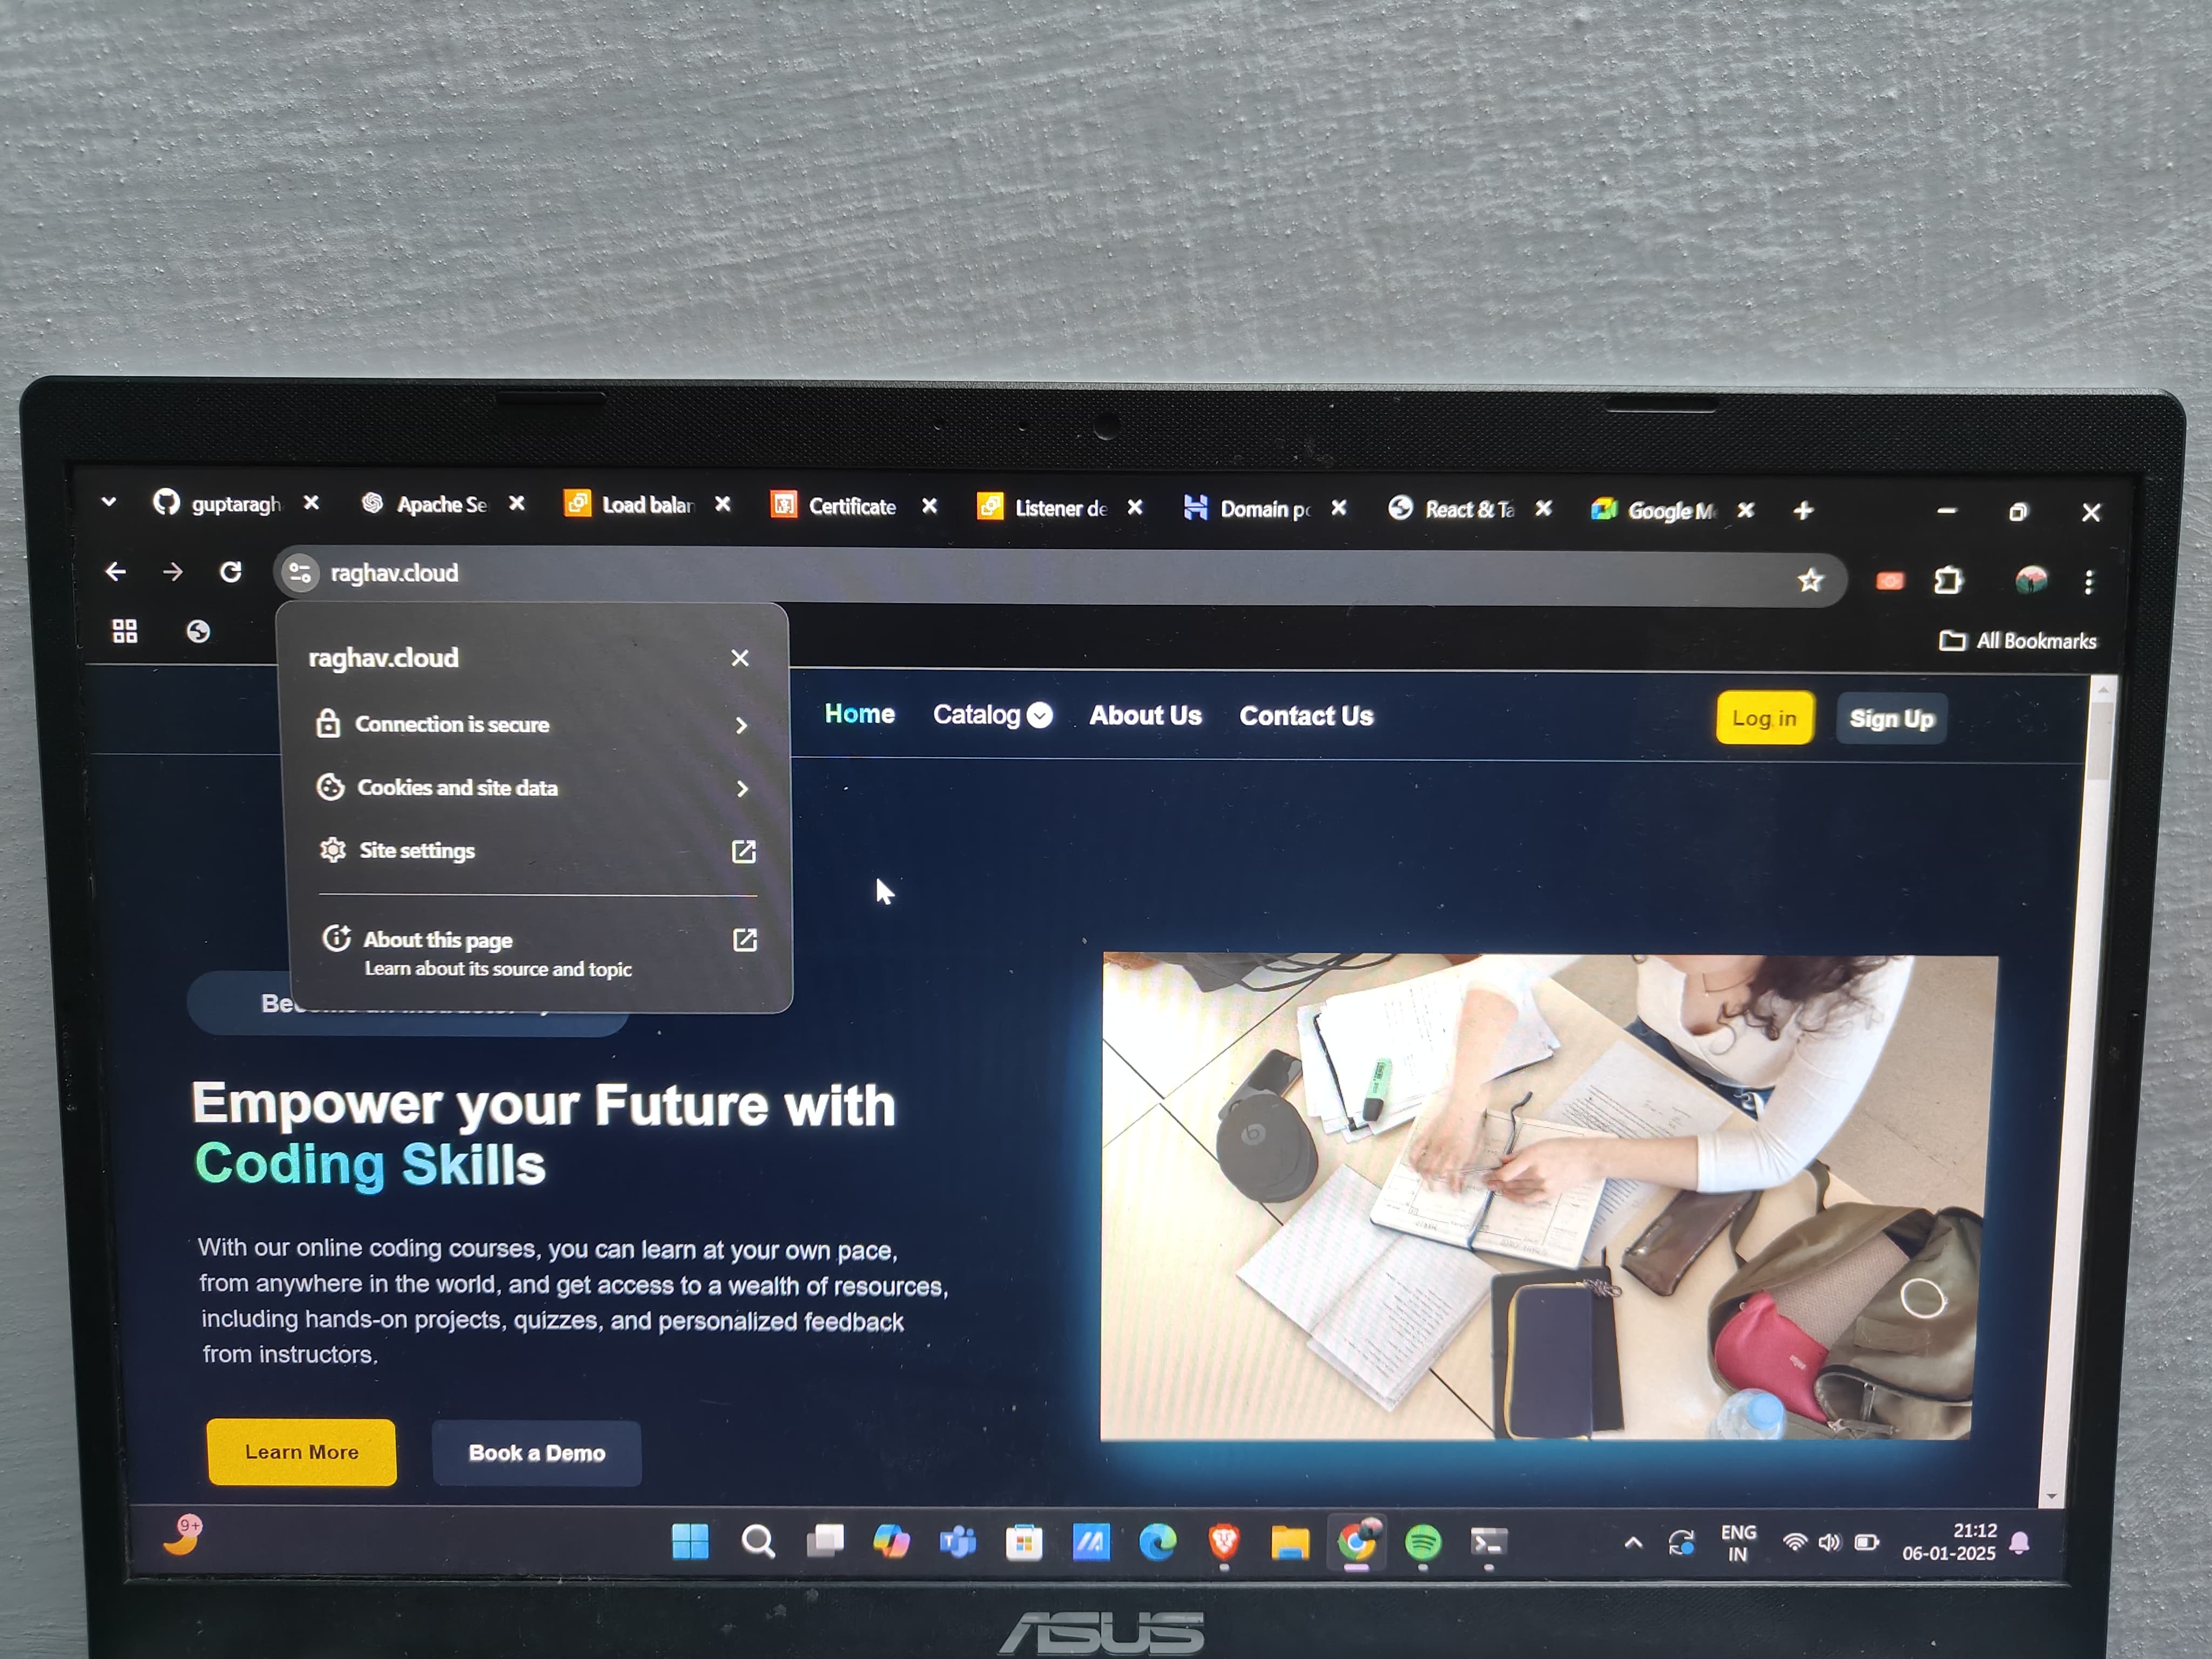 guptaragh
Apache Se
Load balan
Certificate
Listener de
Domain po
React & Ta
Google M
raghav.cloud
All Bookmarks
raghav.cloud
Connection is secure
Cookies and site data
Site settings
About this page
Learn about its source and topic
Home
Catalog
About Us
Contact Us
Log in
Sign Up
Empower your Future with
Coding Skills
With our online coding courses, you can learn at your own pace,
from anywhere in the world, and get access to a wealth of resources,
including hands-on projects, quizzes, and personalized feedback
from instructors.
Learn More
Book a Demo
9+
ENG
IN
21:12
06-01-2025
ASUS